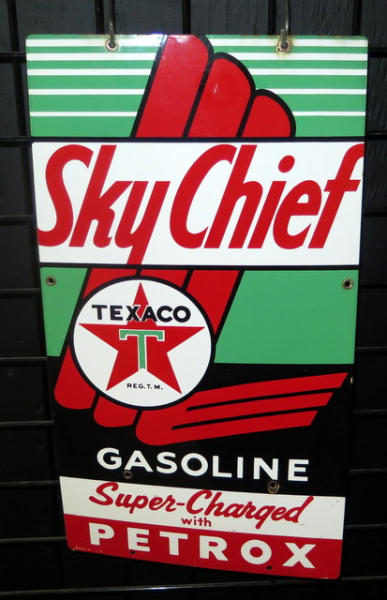 Sky Chief
TEXACO
T
REG. T. M.
GASOLINE
Super-Charged
with
PETROX